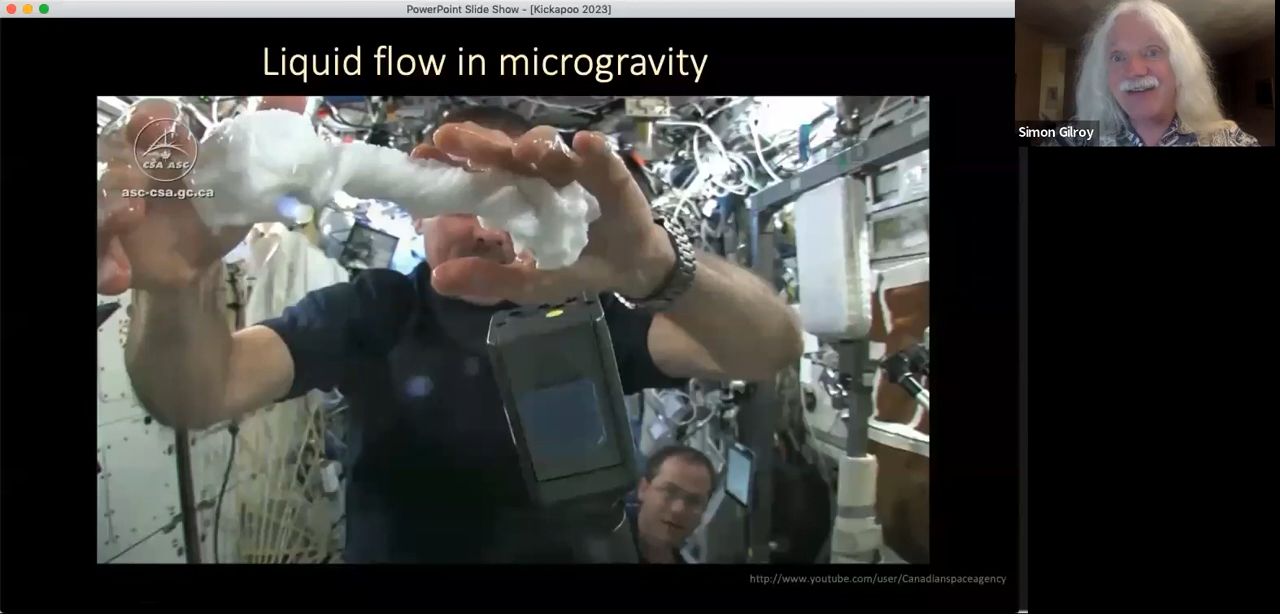 PowerPoint Slide Show - [Kickapoo 2023]
Liquid flow in microgravity
CSA ASC
asc-csa.gc.ca
Simon Gilroy
http://www.youtube.com/user/Canadianspaceagency